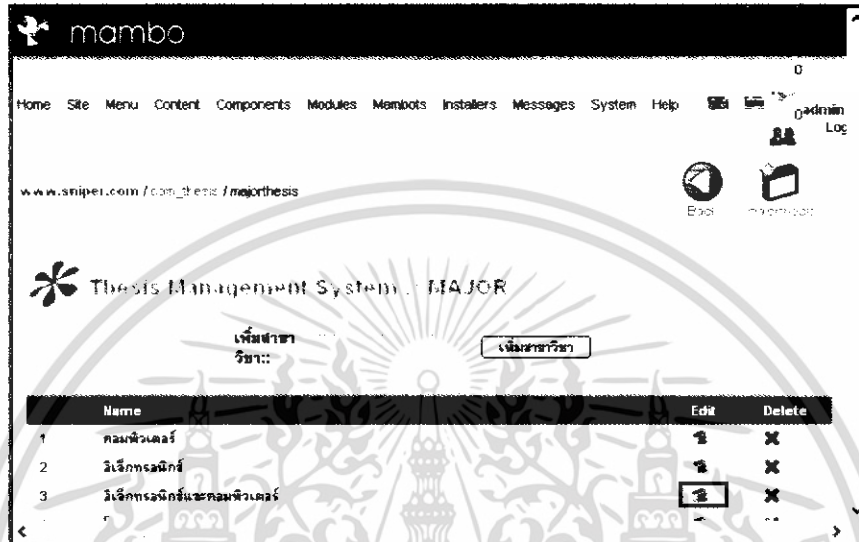 mambo
0
Home Site Menu Content Components Modules Mambots Installers Messages System Help
0 admin
Log
www.sniper.com / com_thesis / majorthesis
Thesis Management System :: MAJOR
เพิ่มสาขา
วิชา::
เพิ่มสาขาวิชา
Name Edit Delete
1 คอมพิวเตอร์
2 อิเล็กทรอนิกส์
3 อิเล็กทรอนิกส์และคอมพิวเตอร์